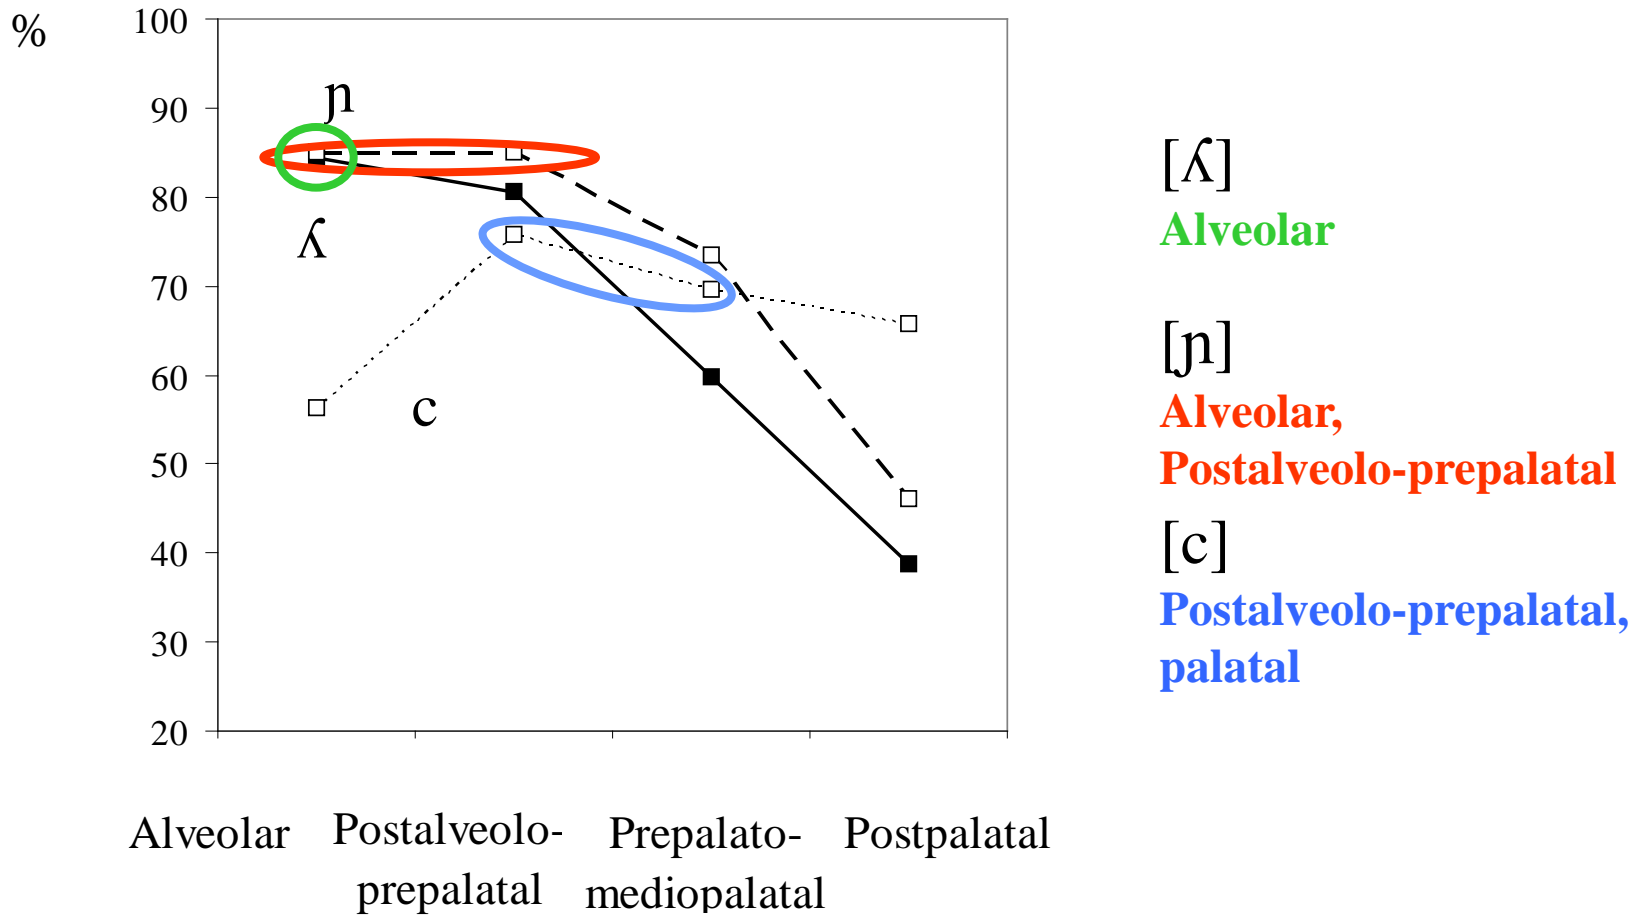 %
100
90
80
70
60
50
40
30
20
ɲ
ʎ
c
Alveolar
Postalveolo-
prepalatal
Prepalato-
mediopalatal
Postpalatal
[ʎ]
Alveolar
[ɲ]
Alveolar,
Postalveolo-prepalatal
[c]
Postalveolo-prepalatal,
palatal